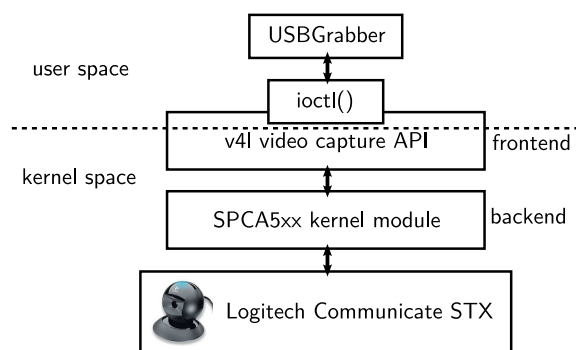 USBGrabber
user space
ioctl()
v4l video capture API
frontend
kernel space
SPCA5xx kernel module
backend
Logitech Communicate STX